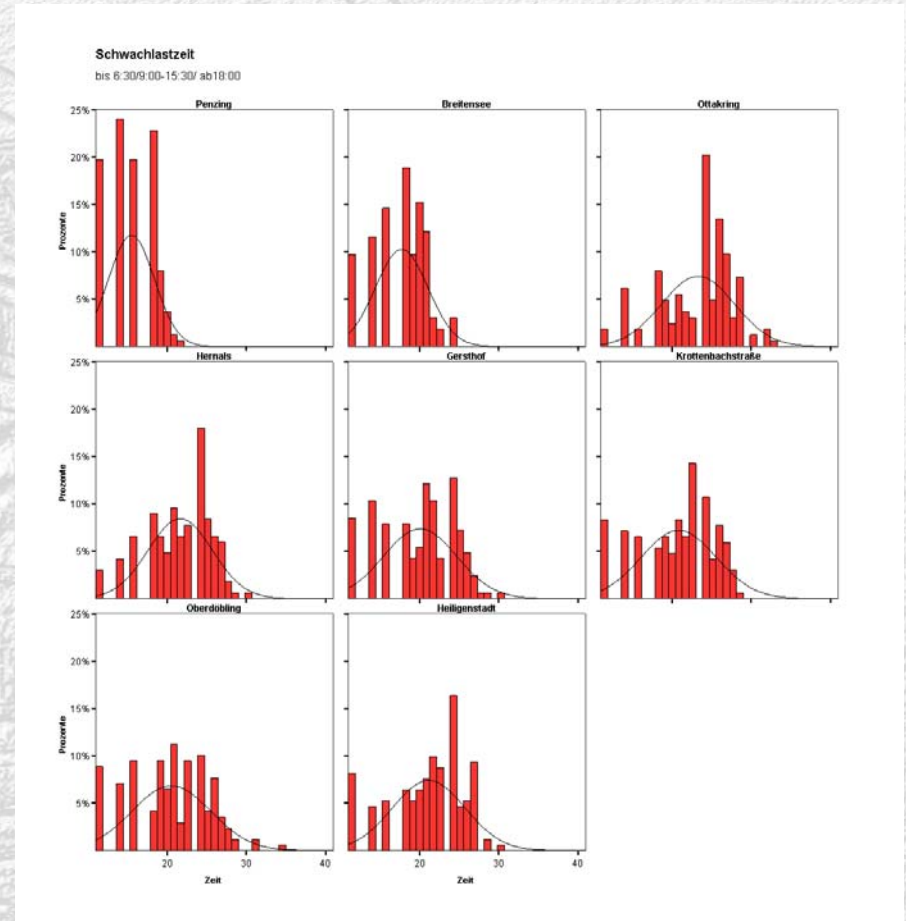 Schwachlastzeit
bis 6:30/9:00-15:30/ ab18:00
Penzing
Breitensee
Ottakring
25%
20%
15%
10%
5%
Prozente
Hernals
Gersthof
Krottenbachstraße
25%
20%
15%
10%
5%
Prozente
Oberdöbling
Heiligenstadt
25%
20%
15%
10%
5%
Prozente
20 30 40
20 30 40
Zeit
Zeit